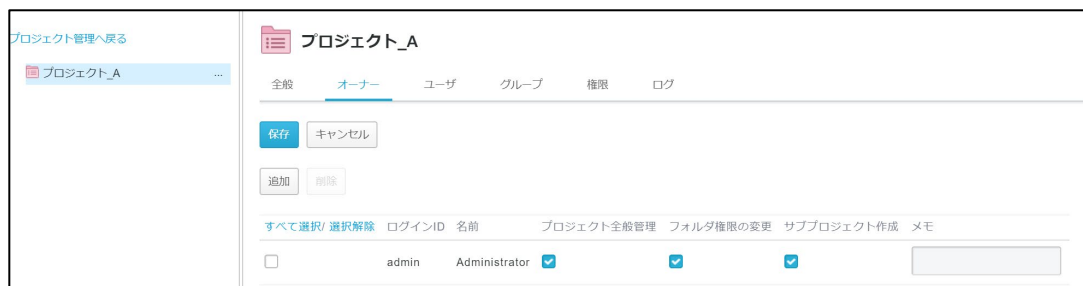 プロジェクト管理へ戻る
プロジェクト_A ...
プロジェクト_A
全般 オーナー ユーザ グループ 権限 ログ
保存 キャンセル
追加 削除
すべて選択/ 選択解除 ログインID 名前 プロジェクト全般管理 フォルダ権限の変更 サブプロジェクト作成 メモ
admin Administrator